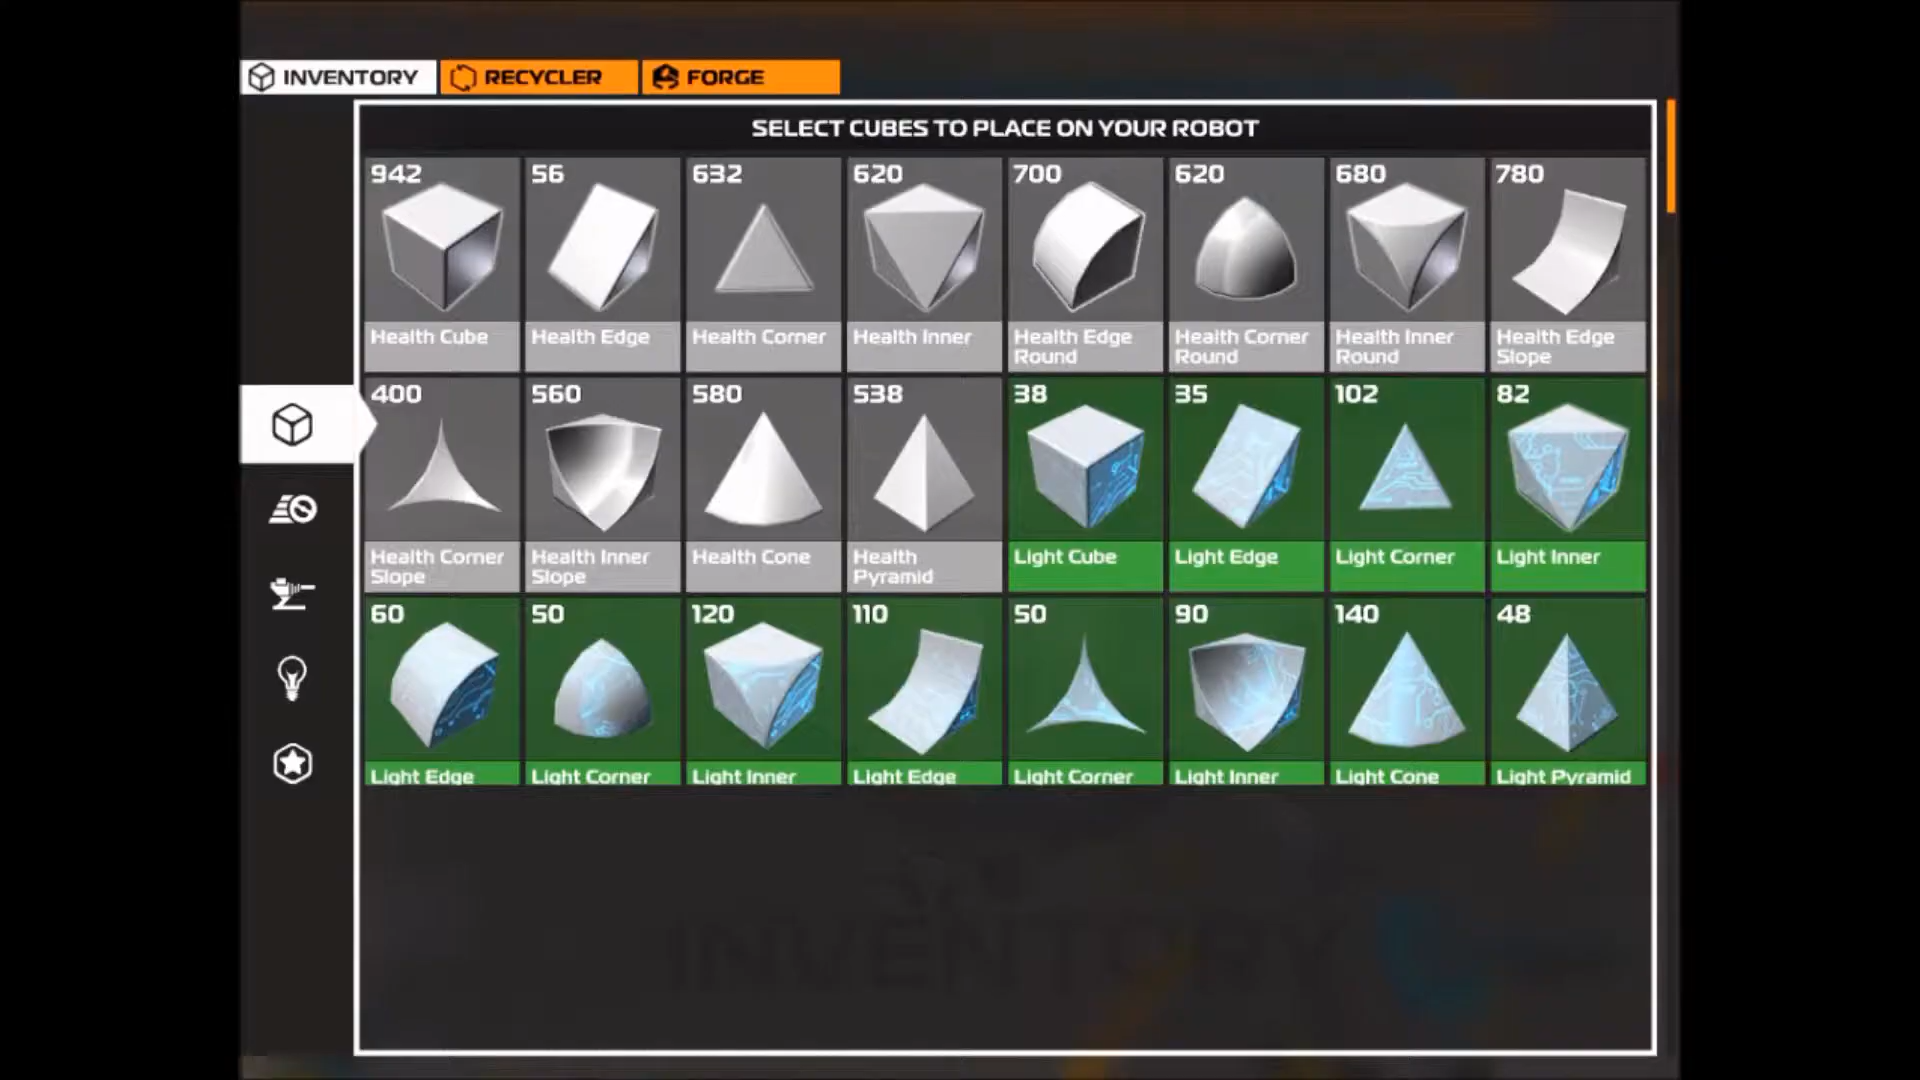 INVENTORY RECYCLER FORGE
SELECT CUBES TO PLACE ON YOUR ROBOT
942 56 632 620 700 620 680 780
Health Cube Health Edge Health Corner Health Inner Health Edge Health Corner Health Inner Health Edge
Round Round Round Slope
400 560 580 538 38 35 102 82
Health Corner Health Inner Health Cone Health Light Cube Light Edge Light Corner Light Inner
Slope Slope Pyramid
60 50 120 110 50 90 140 48
Light Edge Light Corner Light Inner Light Edge Light Corner Light Inner Light Cone Light Pyramid
INVENTORY